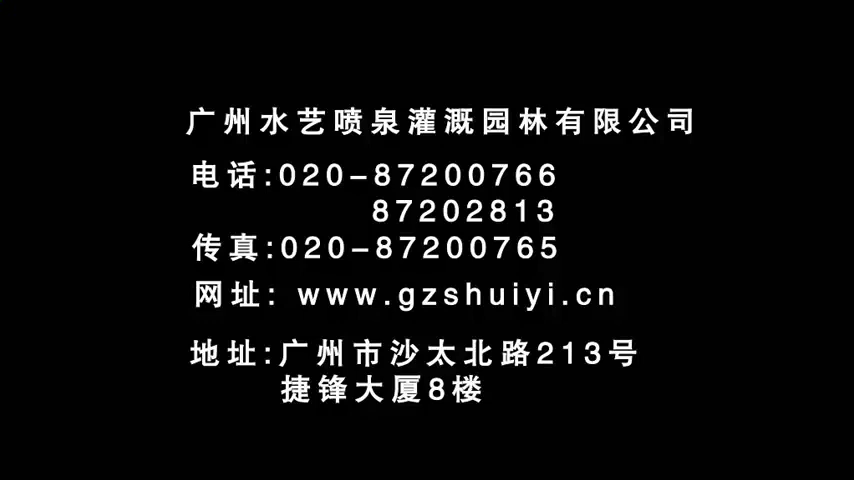 广州水艺喷泉灌溉园林有限公司
电话:020-87200766
87202813
传真:020-87200765
网址: www.gzshuiyi.cn
地址:广州市沙太北路213号
捷锋大厦8楼